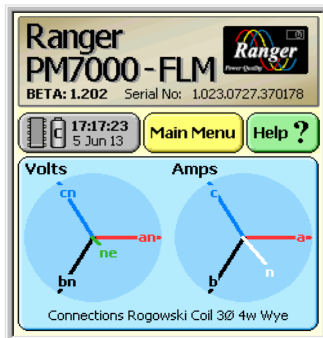 Ranger
PM7000-FLM
Ranger
Power Quality
BETA: 1.202 Serial No: 1.023.0727.370178
C
17:17:23
5 Jun 13
Main Menu
Help ?
Volts
Amps
cn
an
ne
bn
c
a
n
b
Connections Rogowski Coil 3Ø 4w Wye